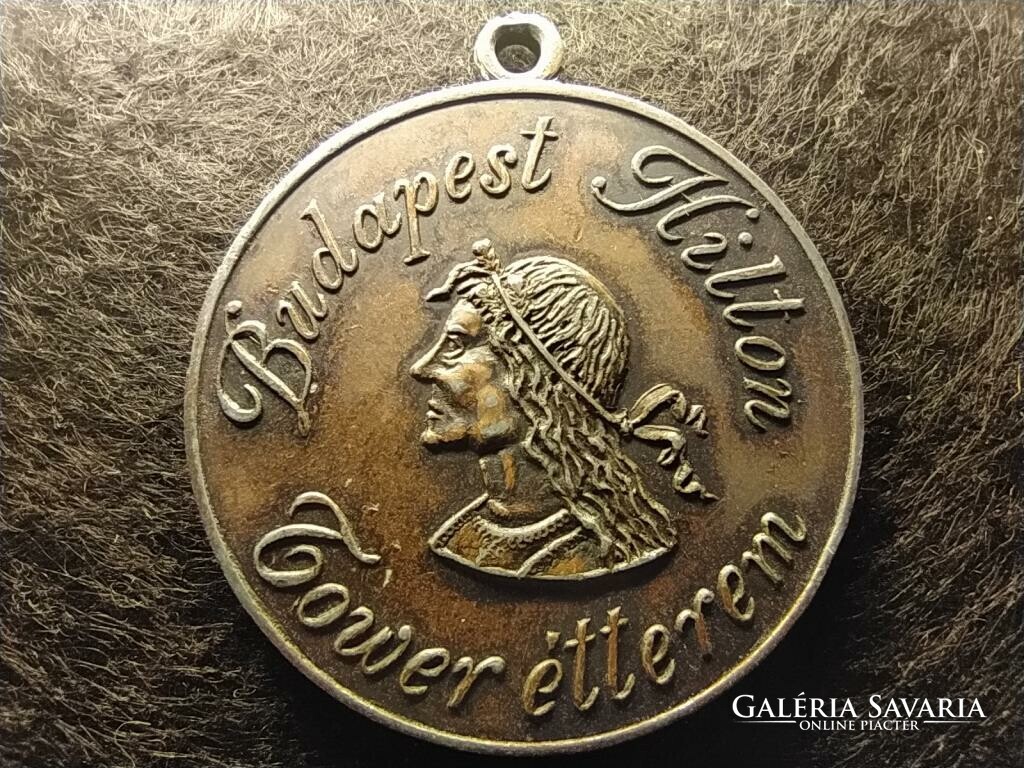 Budapest Hilton
Tower étterem
GALÉRIA SAVARIA
ONLINE PIACTÉR